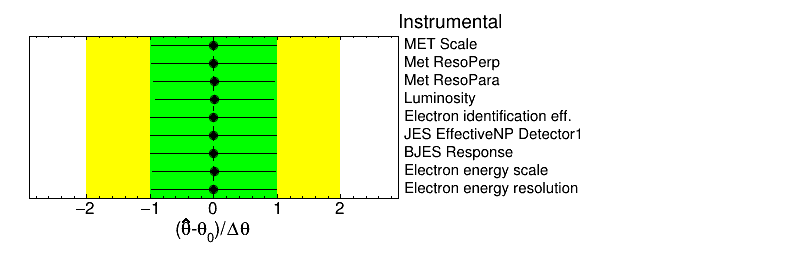 Instrumental
MET Scale
Met ResoPerp
Met ResoPara
Luminosity
Electron identification eff.
JES EffectiveNP Detector1
BJES Response
Electron energy scale
Electron energy resolution
−2 −1 0 1 2
(θ̂-θ₀)/Δθ